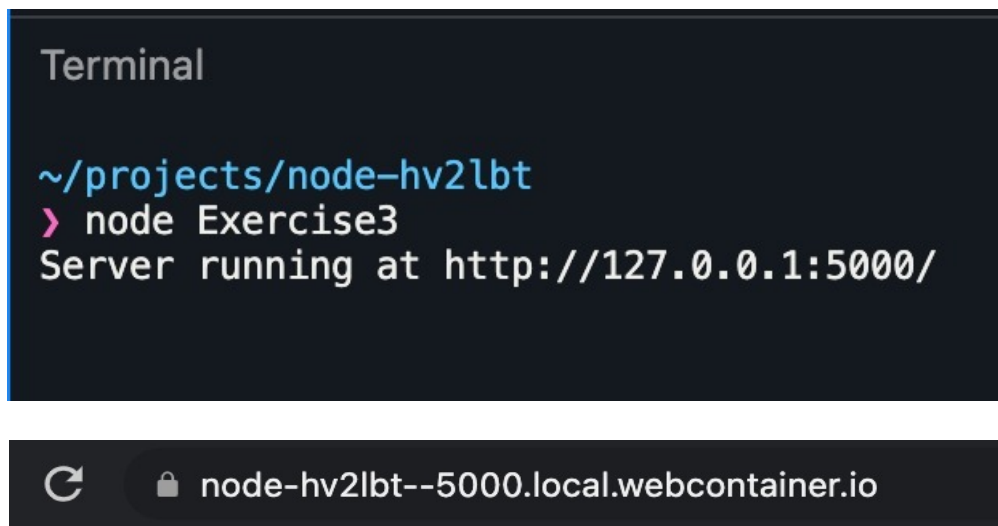 Terminal
~/projects/node-hv2lbt
❯ node Exercise3
Server running at http://127.0.0.1:5000/
node-hv2lbt--5000.local.webcontainer.io